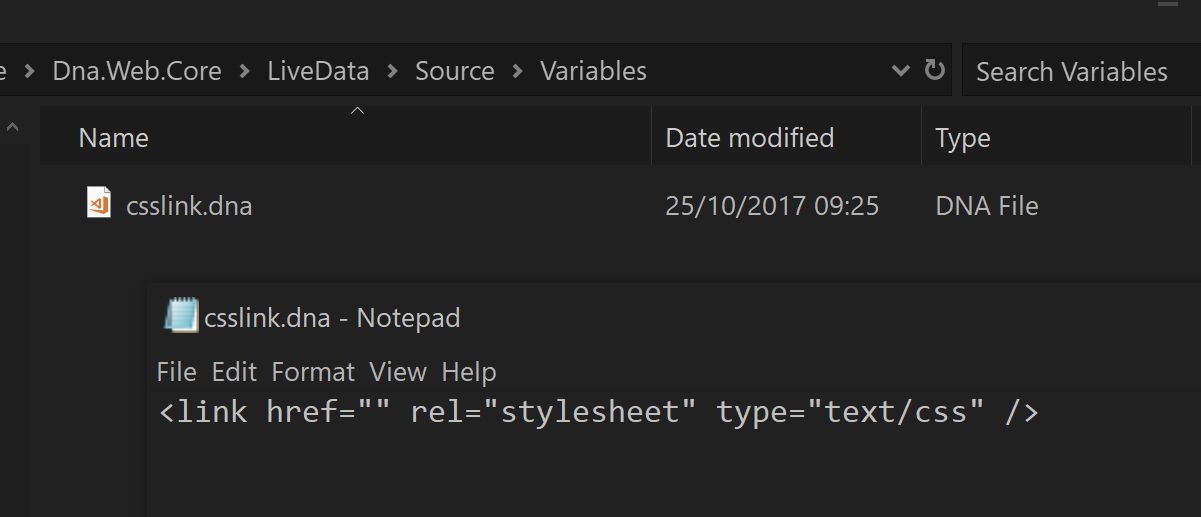 e > Dna.Web.Core > LiveData > Source > Variables Search Variables
Name Date modified Type
csslink.dna 25/10/2017 09:25 DNA File
csslink.dna - Notepad
File Edit Format View Help
<link href="" rel="stylesheet" type="text/css" />